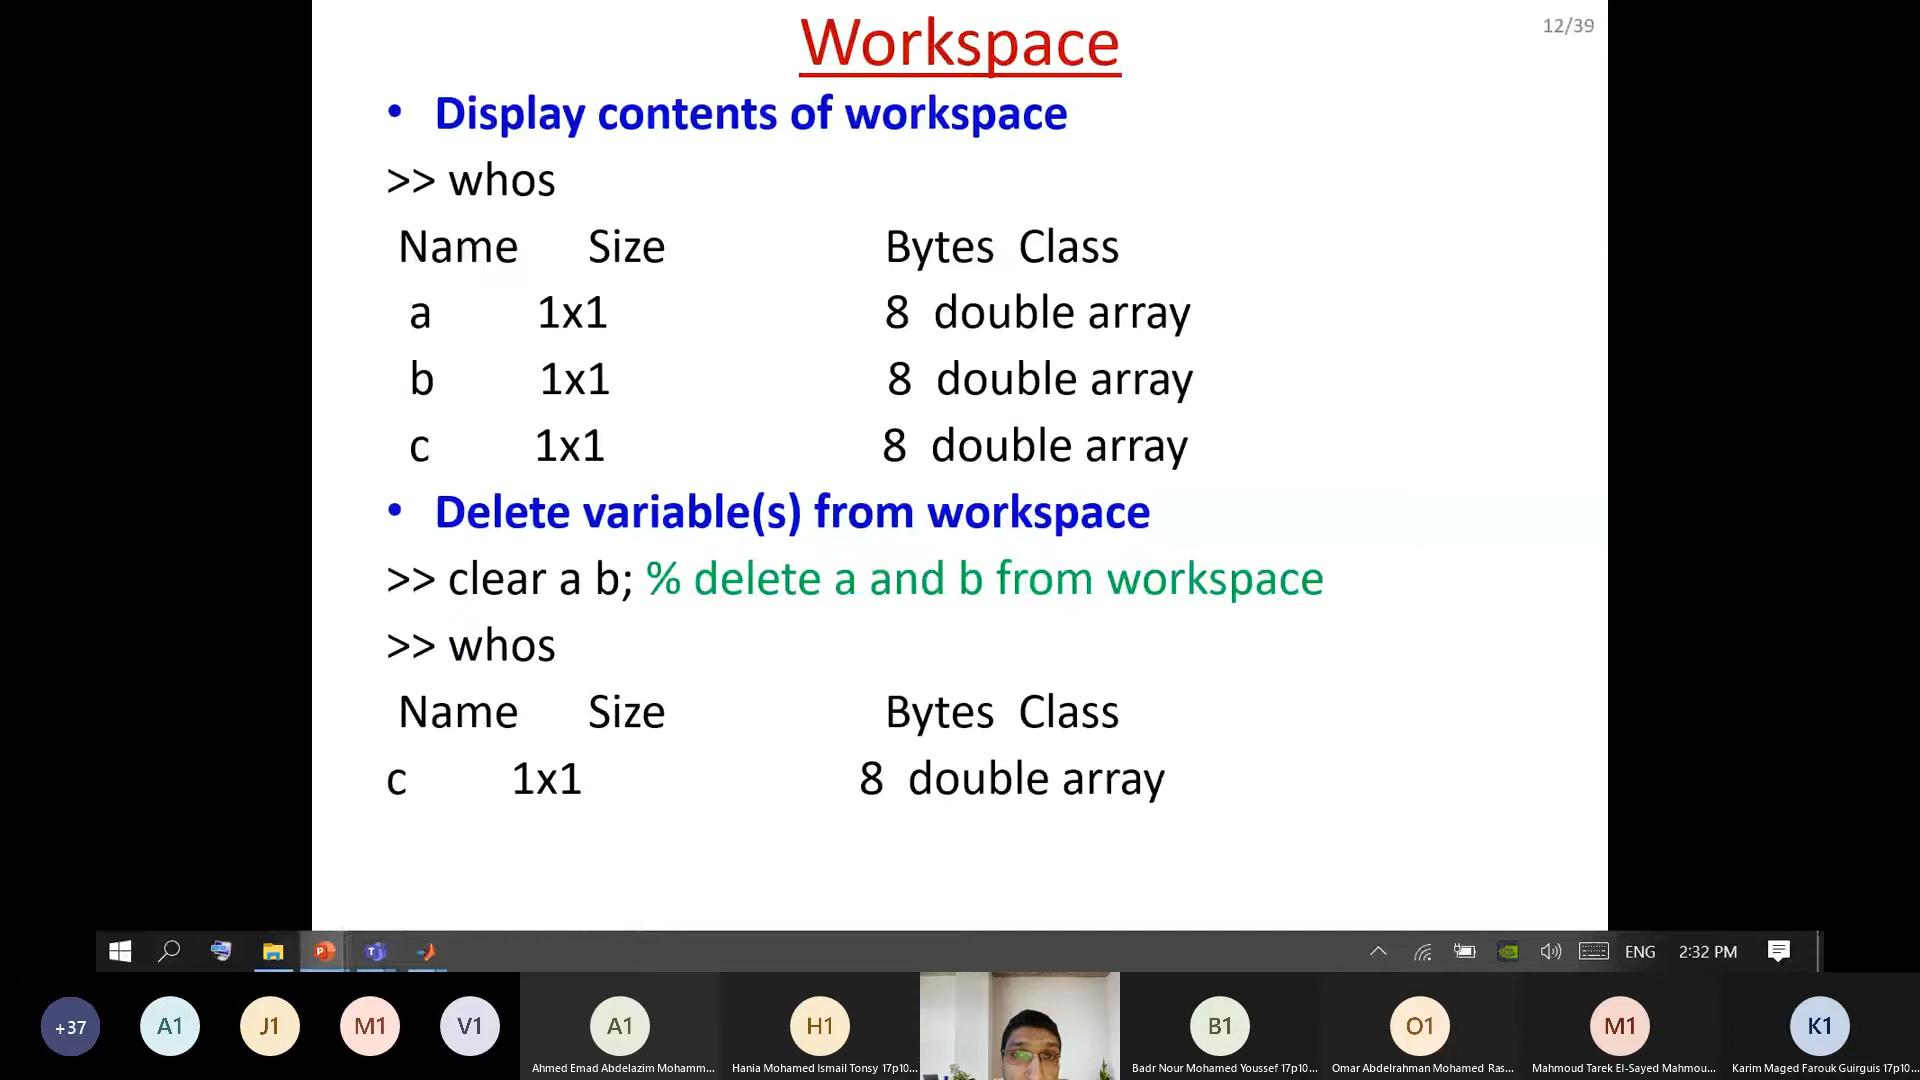 Workspace
12/39
• Display contents of workspace
>> whos
Name Size Bytes Class
a 1x1 8 double array
b 1x1 8 double array
c 1x1 8 double array
• Delete variable(s) from workspace
>> clear a b; % delete a and b from workspace
>> whos
Name Size Bytes Class
c 1x1 8 double array
ENG 2:32 PM
+37 A1 J1 M1 V1 A1 H1 B1 O1 M1 K1
Ahmed Emad Abdelazim Mohamm... Hania Mohamed Ismail Tonsy 17p10... Badr Nour Mohamed Youssef 17p10... Omar Abdelrahman Mohamed Ras... Mahmoud Tarek El-Sayed Mahmou... Karim Maged Farouk Guirguis 17p10...